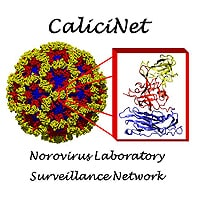 CaliciNet
Norovirus Laboratory
Surveillance Network